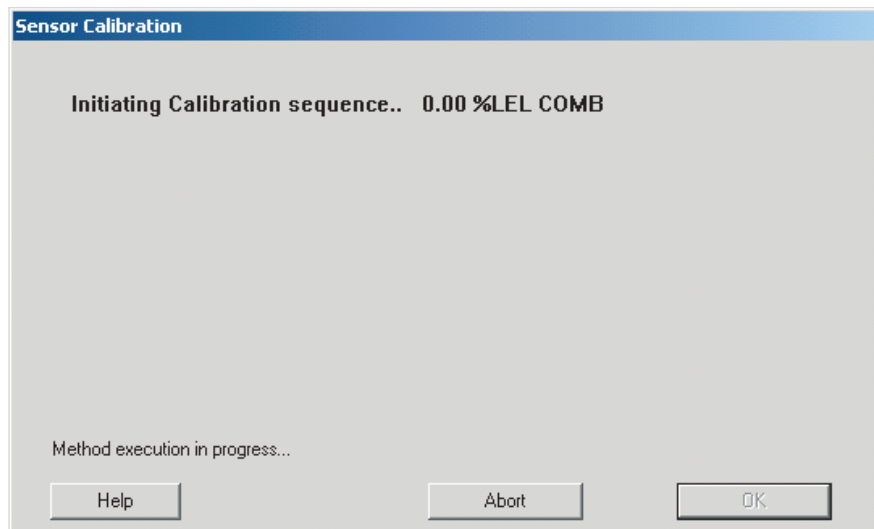 Sensor Calibration
Initiating Calibration sequence.. 0.00 %LEL COMB
Method execution in progress...
Help Abort OK